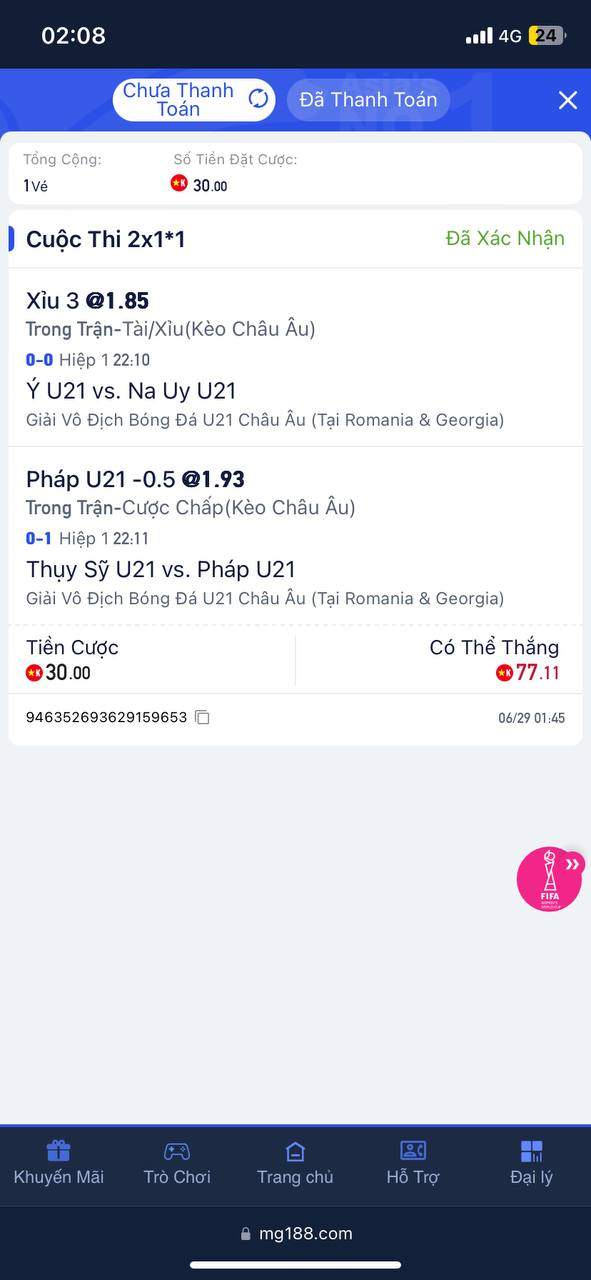 02:08
4G 24
Asia's
NO.1
Chưa Thanh
Toán
Đã Thanh Toán
Tổng Cộng:
Số Tiền Đặt Cược:
1 Vé
K 30.00
Cuộc Thi 2x1*1
Đã Xác Nhận
Xỉu 3 @1.85
Trong Trận-Tài/Xỉu(Kèo Châu Âu)
0-0 Hiệp 1 22:10
Ý U21 vs. Na Uy U21
Giải Vô Địch Bóng Đá U21 Châu Âu (Tại Romania & Georgia)
Pháp U21 -0.5 @1.93
Trong Trận-Cược Chấp(Kèo Châu Âu)
0-1 Hiệp 1 22:11
Thụy Sỹ U21 vs. Pháp U21
Giải Vô Địch Bóng Đá U21 Châu Âu (Tại Romania & Georgia)
Tiền Cược
Có Thể Thắng
K 30.00
K 77.11
946352693629159653
06/29 01:45
FIFA
Khuyến Mãi
Trò Chơi
Trang chủ
Hỗ Trợ
Đại lý
mg188.com